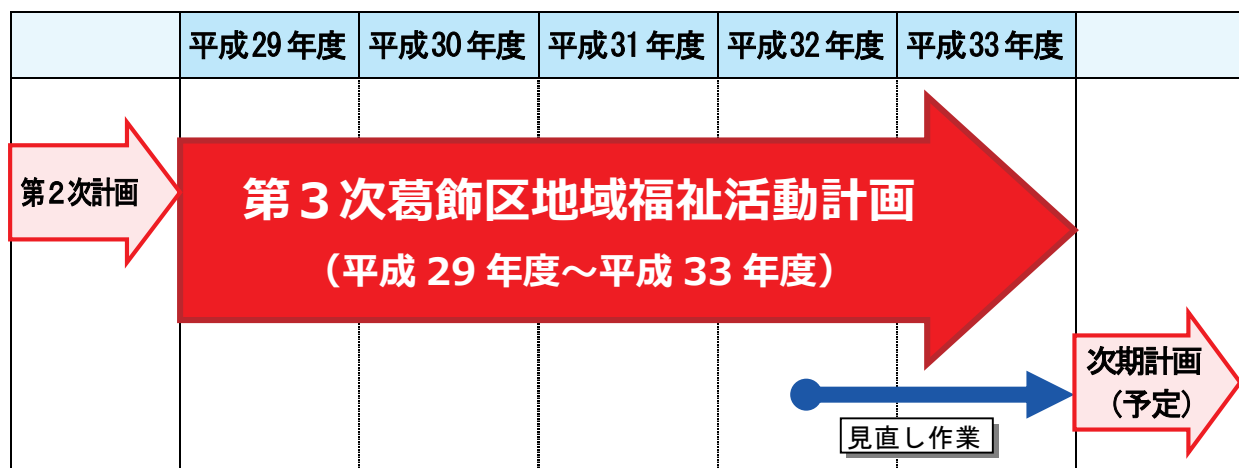 平成29年度 平成30年度 平成31年度 平成32年度 平成33年度
第2次計画
第３次葛飾区地域福祉活動計画
（平成 29 年度～平成 33 年度）
次期計画
（予定）
見直し作業